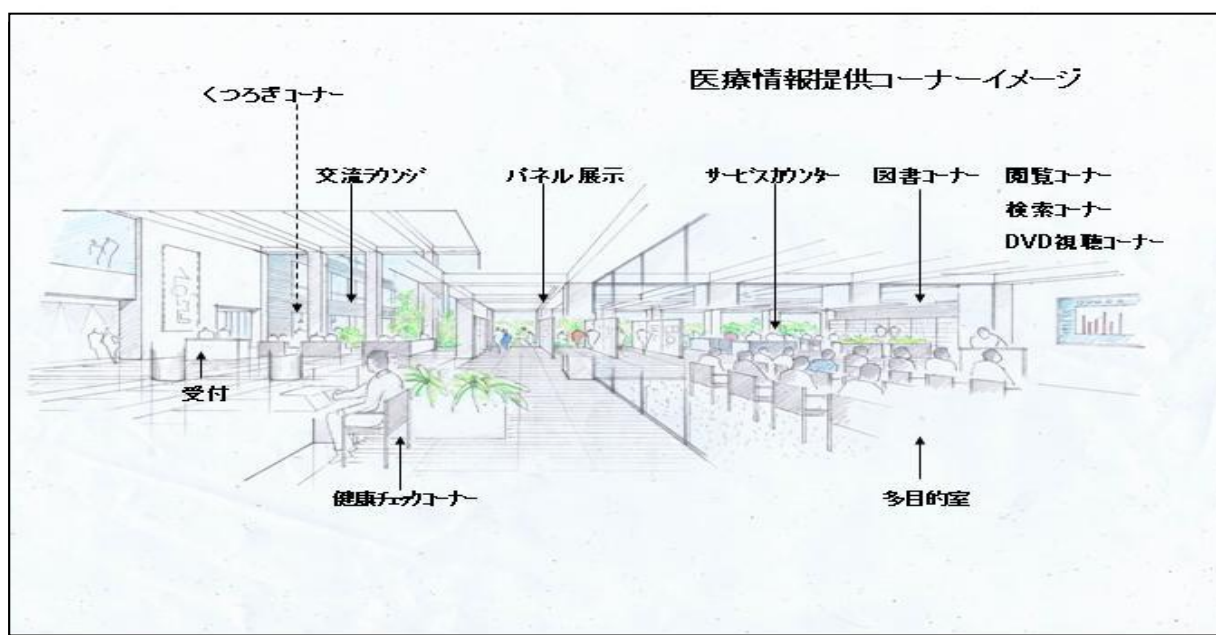 医療情報提供コーナーイメージ
くつろぎコーナー
交流ラウンジ
パネル展示
サービスカウンター
図書コーナー
閲覧コーナー
検索コーナー
DVD視聴コーナー
受付
健康チェックコーナー
多目的室